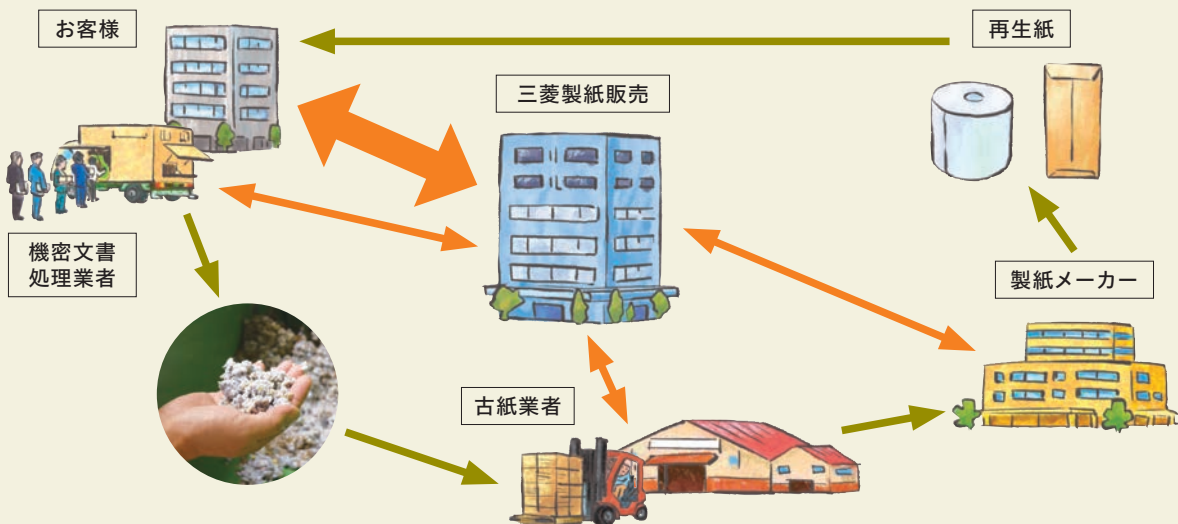 お客様
再生紙
三菱製紙販売
機密文書
処理業者
製紙メーカー
古紙業者